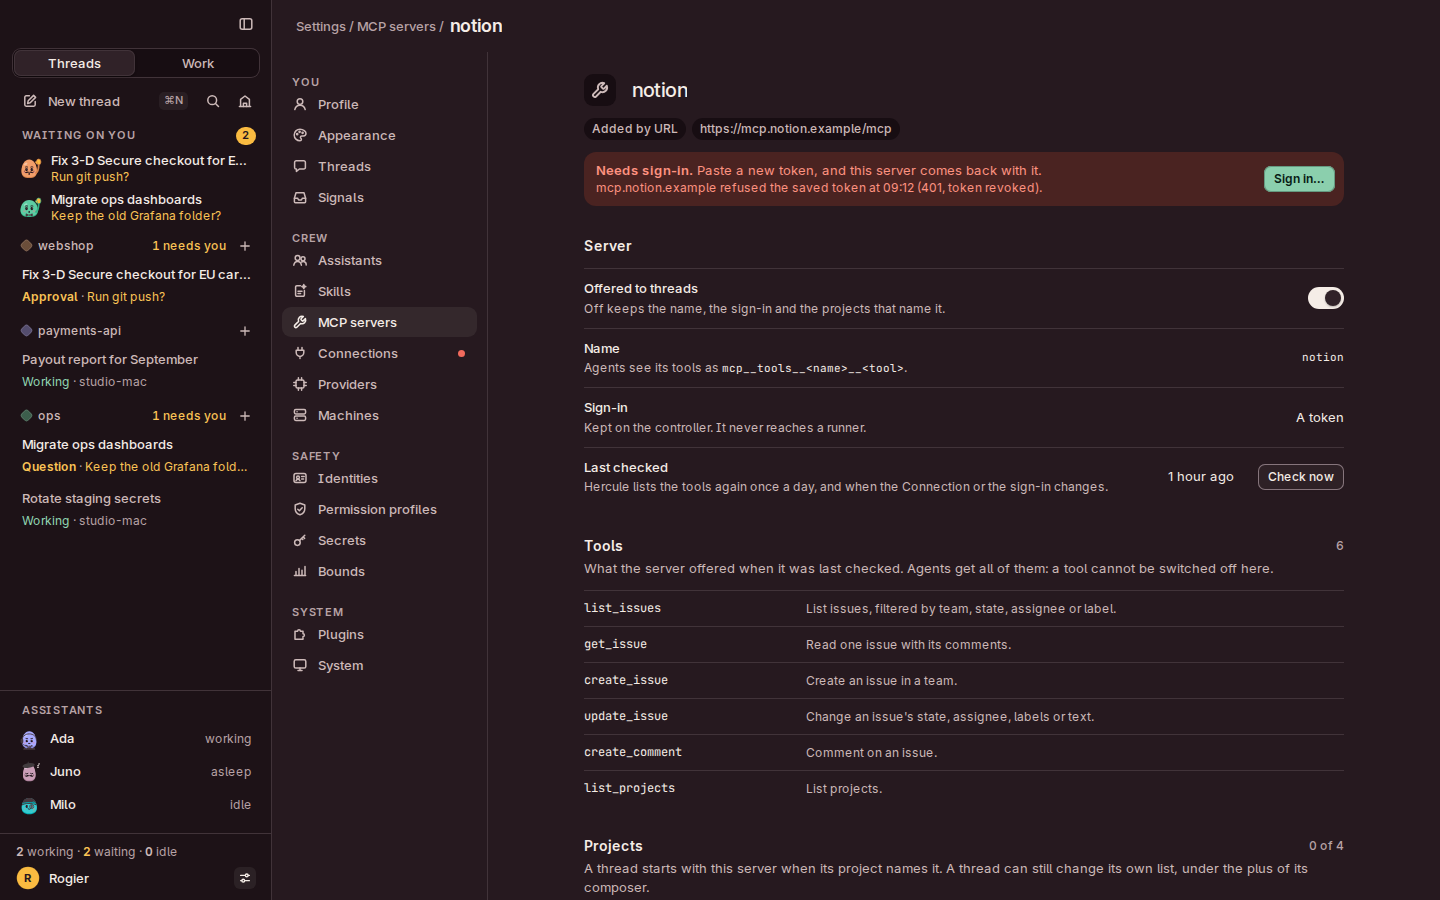 Threads
Work
New thread
⌘N
WAITING ON YOU
2
Fix 3-D Secure checkout for E...
Run git push?
Migrate ops dashboards
Keep the old Grafana folder?
webshop
1 needs you
Fix 3-D Secure checkout for EU car...
Approval · Run git push?
payments-api
Payout report for September
Working · studio-mac
ops
1 needs you
Migrate ops dashboards
Question · Keep the old Grafana fold...
Rotate staging secrets
Working · studio-mac
ASSISTANTS
Ada
working
Juno
asleep
Milo
idle
2 working · 2 waiting · 0 idle
R
Rogier
Settings / MCP servers / notion
YOU
Profile
Appearance
Threads
Signals
CREW
Assistants
Skills
MCP servers
Connections
Providers
Machines
SAFETY
Identities
Permission profiles
Secrets
Bounds
SYSTEM
Plugins
System
notion
Added by URL
https://mcp.notion.example/mcp
Needs sign-in. Paste a new token, and this server comes back with it.
mcp.notion.example refused the saved token at 09:12 (401, token revoked).
Sign in...
Server
Offered to threads
Off keeps the name, the sign-in and the projects that name it.
Name
Agents see its tools as mcp__tools__<name>__<tool>.
notion
Sign-in
Kept on the controller. It never reaches a runner.
A token
Last checked
Hercule lists the tools again once a day, and when the Connection or the sign-in changes.
1 hour ago
Check now
Tools
6
What the server offered when it was last checked. Agents get all of them: a tool cannot be switched off here.
list_issues
List issues, filtered by team, state, assignee or label.
get_issue
Read one issue with its comments.
create_issue
Create an issue in a team.
update_issue
Change an issue's state, assignee, labels or text.
create_comment
Comment on an issue.
list_projects
List projects.
Projects
0 of 4
A thread starts with this server when its project names it. A thread can still change its own list, under the plus of its
composer.